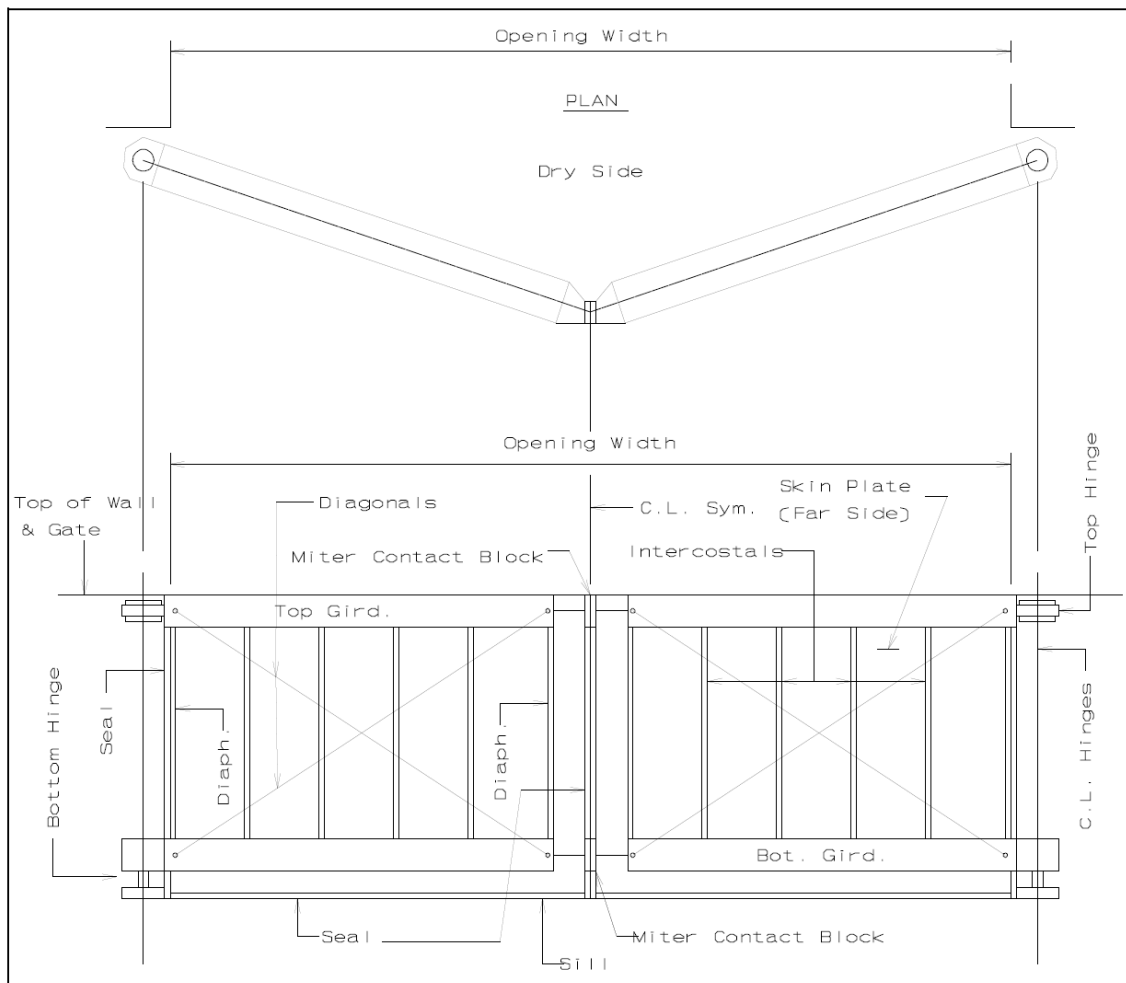 Opening Width
PLAN
Dry Side
Opening Width
Top of Wall
& Gate
Diagonals
C.L. Sym.
Skin Plate
(Far Side)
Top Hinge
Miter Contact Block
Intercostals
Top Gird.
Bottom Hinge
Seal
Diaph.
Diaph.
C.L. Hinges
Bot. Gird.
Seal
Miter Contact Block
Sill